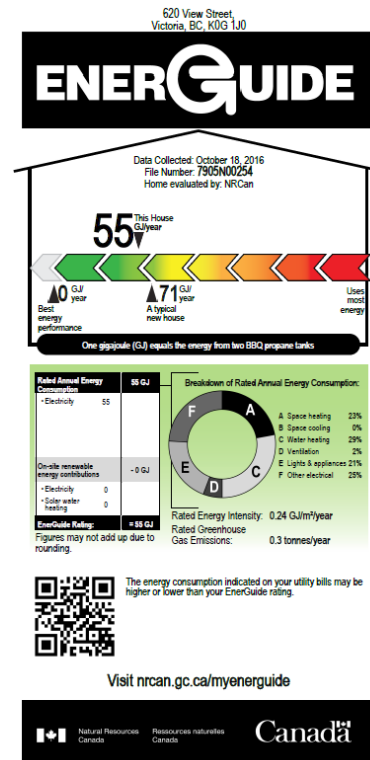 620 View Street,
Victoria, BC, K0G 1J0
ENERGUIDE
Data Collected: October 18, 2016
File Number: 7905N00254
Home evaluated by: NRCan
55 This House
GJ/year
0 GJ/
year
Best
energy
performance
71 GJ/
year
A typical
new house
Uses
most
energy
One gigajoule (GJ) equals the energy from two BBQ propane tanks
Rated Annual Energy
Consumption
55 GJ
• Electricity 55
On-site renewable
energy contributions
- 0 GJ
• Electricity 0
• Solar water
heating 0
EnerGuide Rating: = 55 GJ
Figures may not add up due to
rounding.
Breakdown of Rated Annual Energy Consumption:
F
A
E
C
D
A Space heating 23%
B Space cooling 0%
C Water heating 29%
D Ventilation 2%
E Lights & appliances 21%
F Other electrical 25%
Rated Energy Intensity: 0.24 GJ/m²/year
Rated Greenhouse
Gas Emissions: 0.3 tonnes/year
The energy consumption indicated on your utility bills may be
higher or lower than your EnerGuide rating.
Visit nrcan.gc.ca/myenerguide
Natural Resources
Canada
Ressources naturelles
Canada
Canada